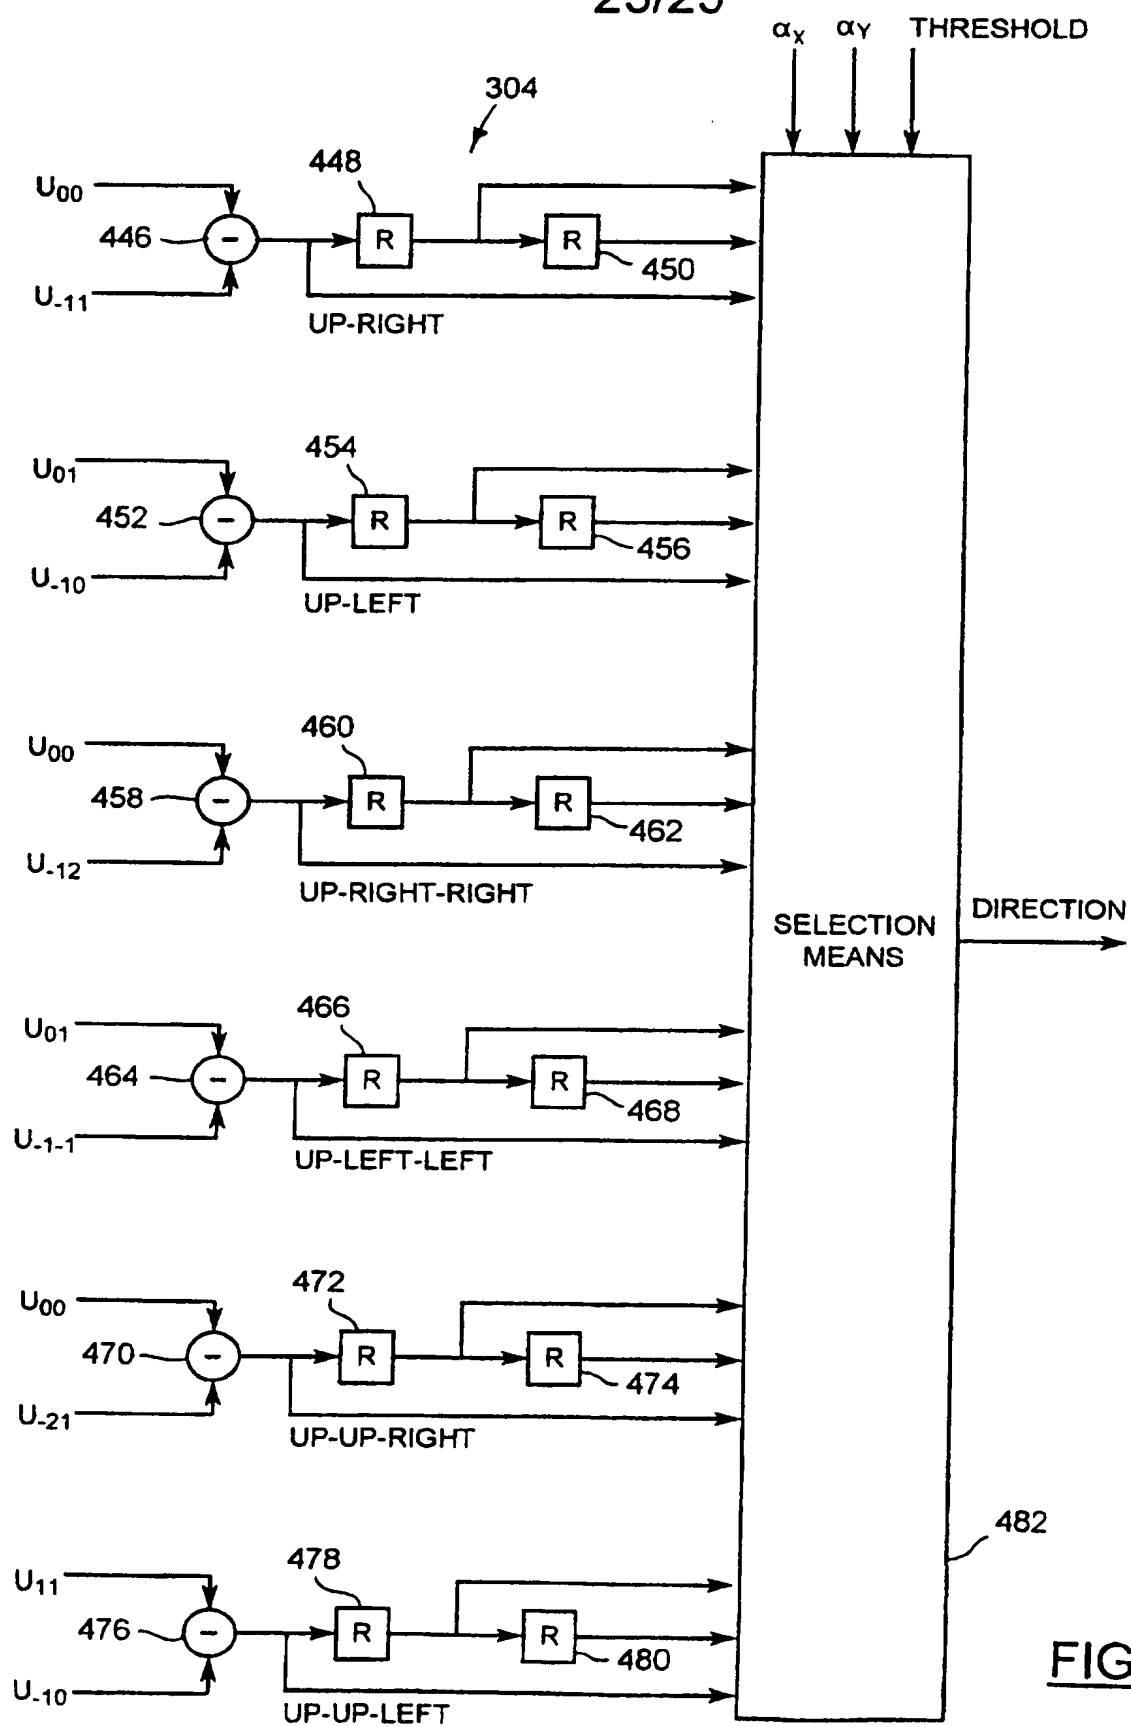 23/25
αX αY THRESHOLD
304
448
U00
446 - R R
450
U-11
UP-RIGHT
454
U01
452 - R R
456
U-10
UP-LEFT
460
U00
458 - R R
462
U-12
UP-RIGHT-RIGHT
SELECTION
MEANS
DIRECTION
466
U01
464 - R R
468
U-1-1
UP-LEFT-LEFT
472
U00
470 - R R
474
U-21
UP-UP-RIGHT
482
478
U11
476 - R R
480
U-10
UP-UP-LEFT
FIG